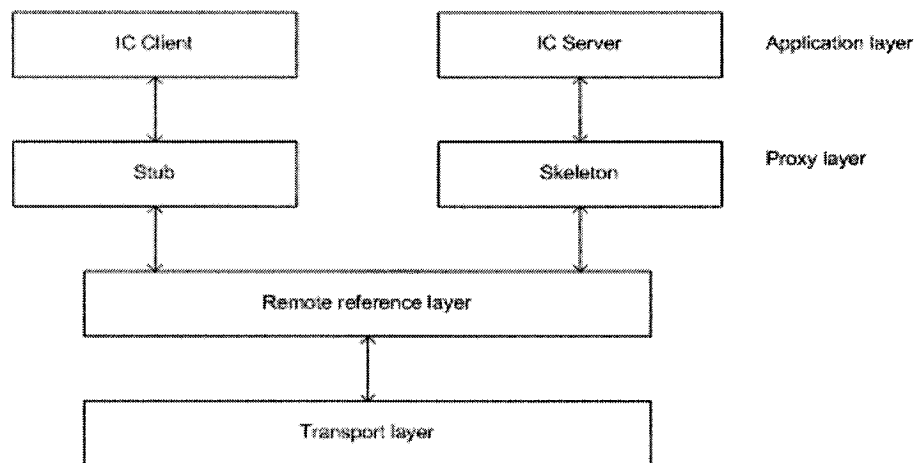 IC Client
IC Server
Application layer
Stub
Skeleton
Proxy layer
Remote reference layer
Transport layer